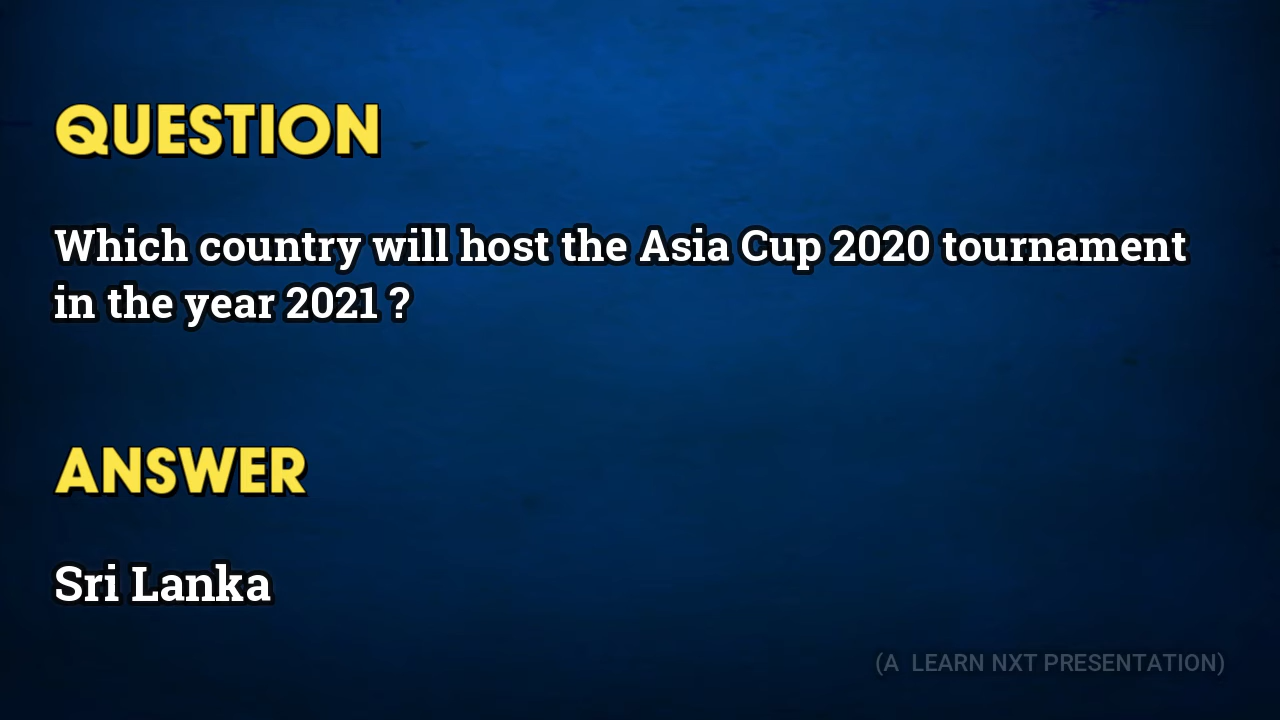 QUESTION
Which country will host the Asia Cup 2020 tournament
in the year 2021 ?
ANSWER
Sri Lanka
(A LEARN NXT PRESENTATION)